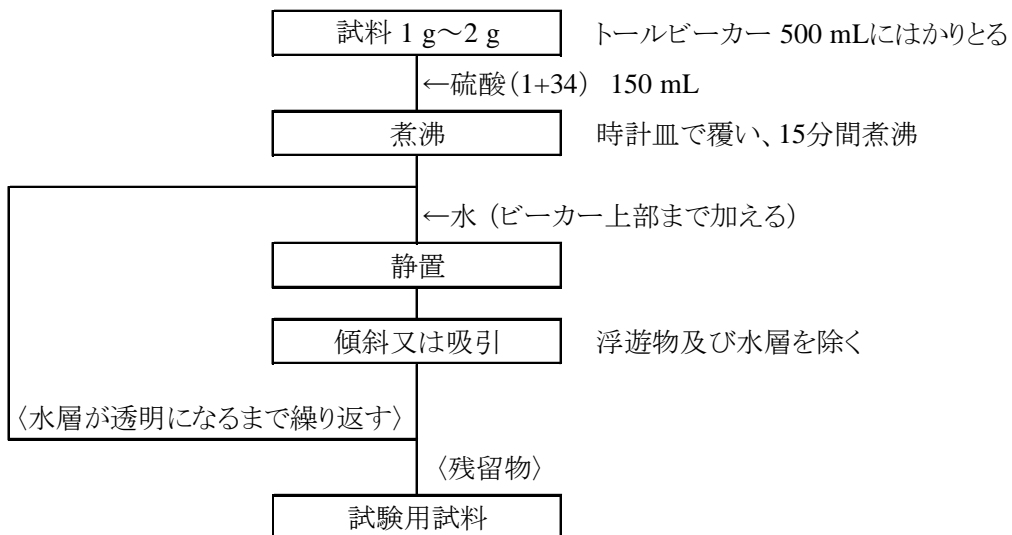 試料 1 g～2 g
トールビーカー 500 mLにはかりとる
←硫酸（1+34） 150 mL
煮沸
時計皿で覆い、15分間煮沸
←水 （ビーカー上部まで加える）
静置
傾斜又は吸引
浮遊物及び水層を除く
〈水層が透明になるまで繰り返す〉
〈残留物〉
試験用試料